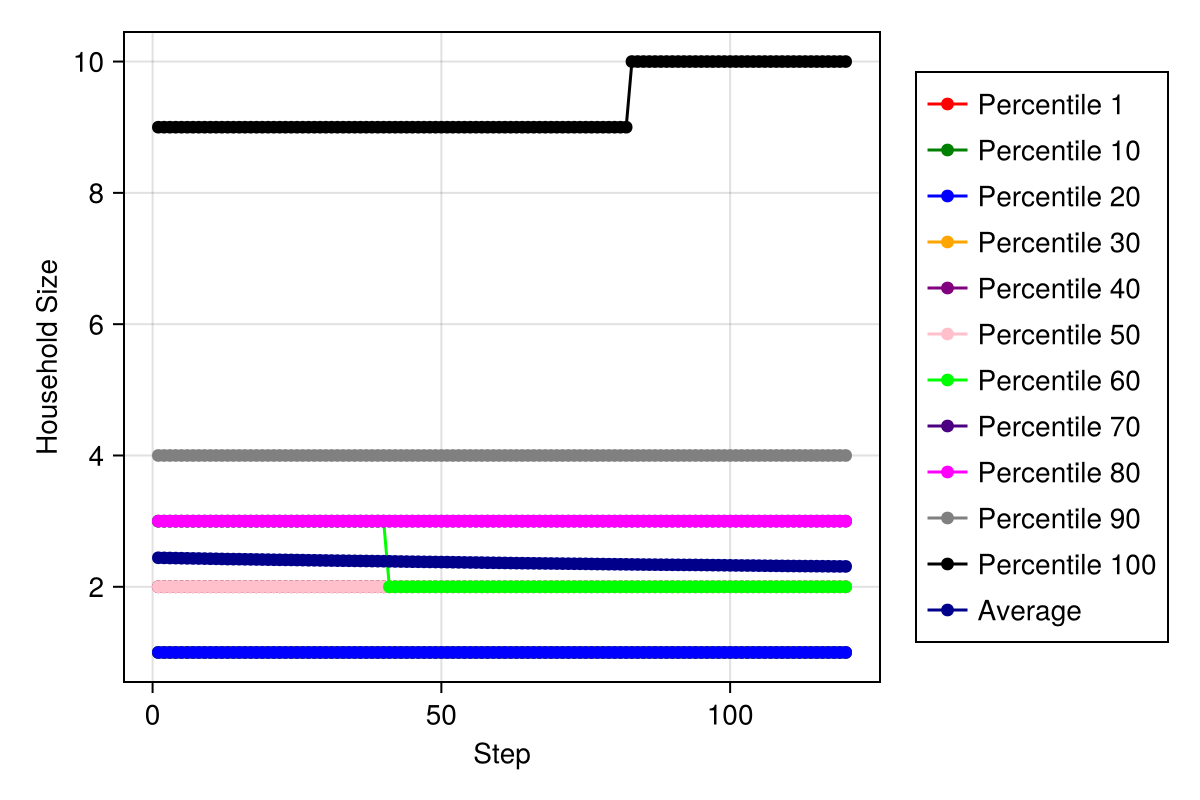 10
8
6
4
2
Household Size
0
50
100
Step
Percentile 1
Percentile 10
Percentile 20
Percentile 30
Percentile 40
Percentile 50
Percentile 60
Percentile 70
Percentile 80
Percentile 90
Percentile 100
Average